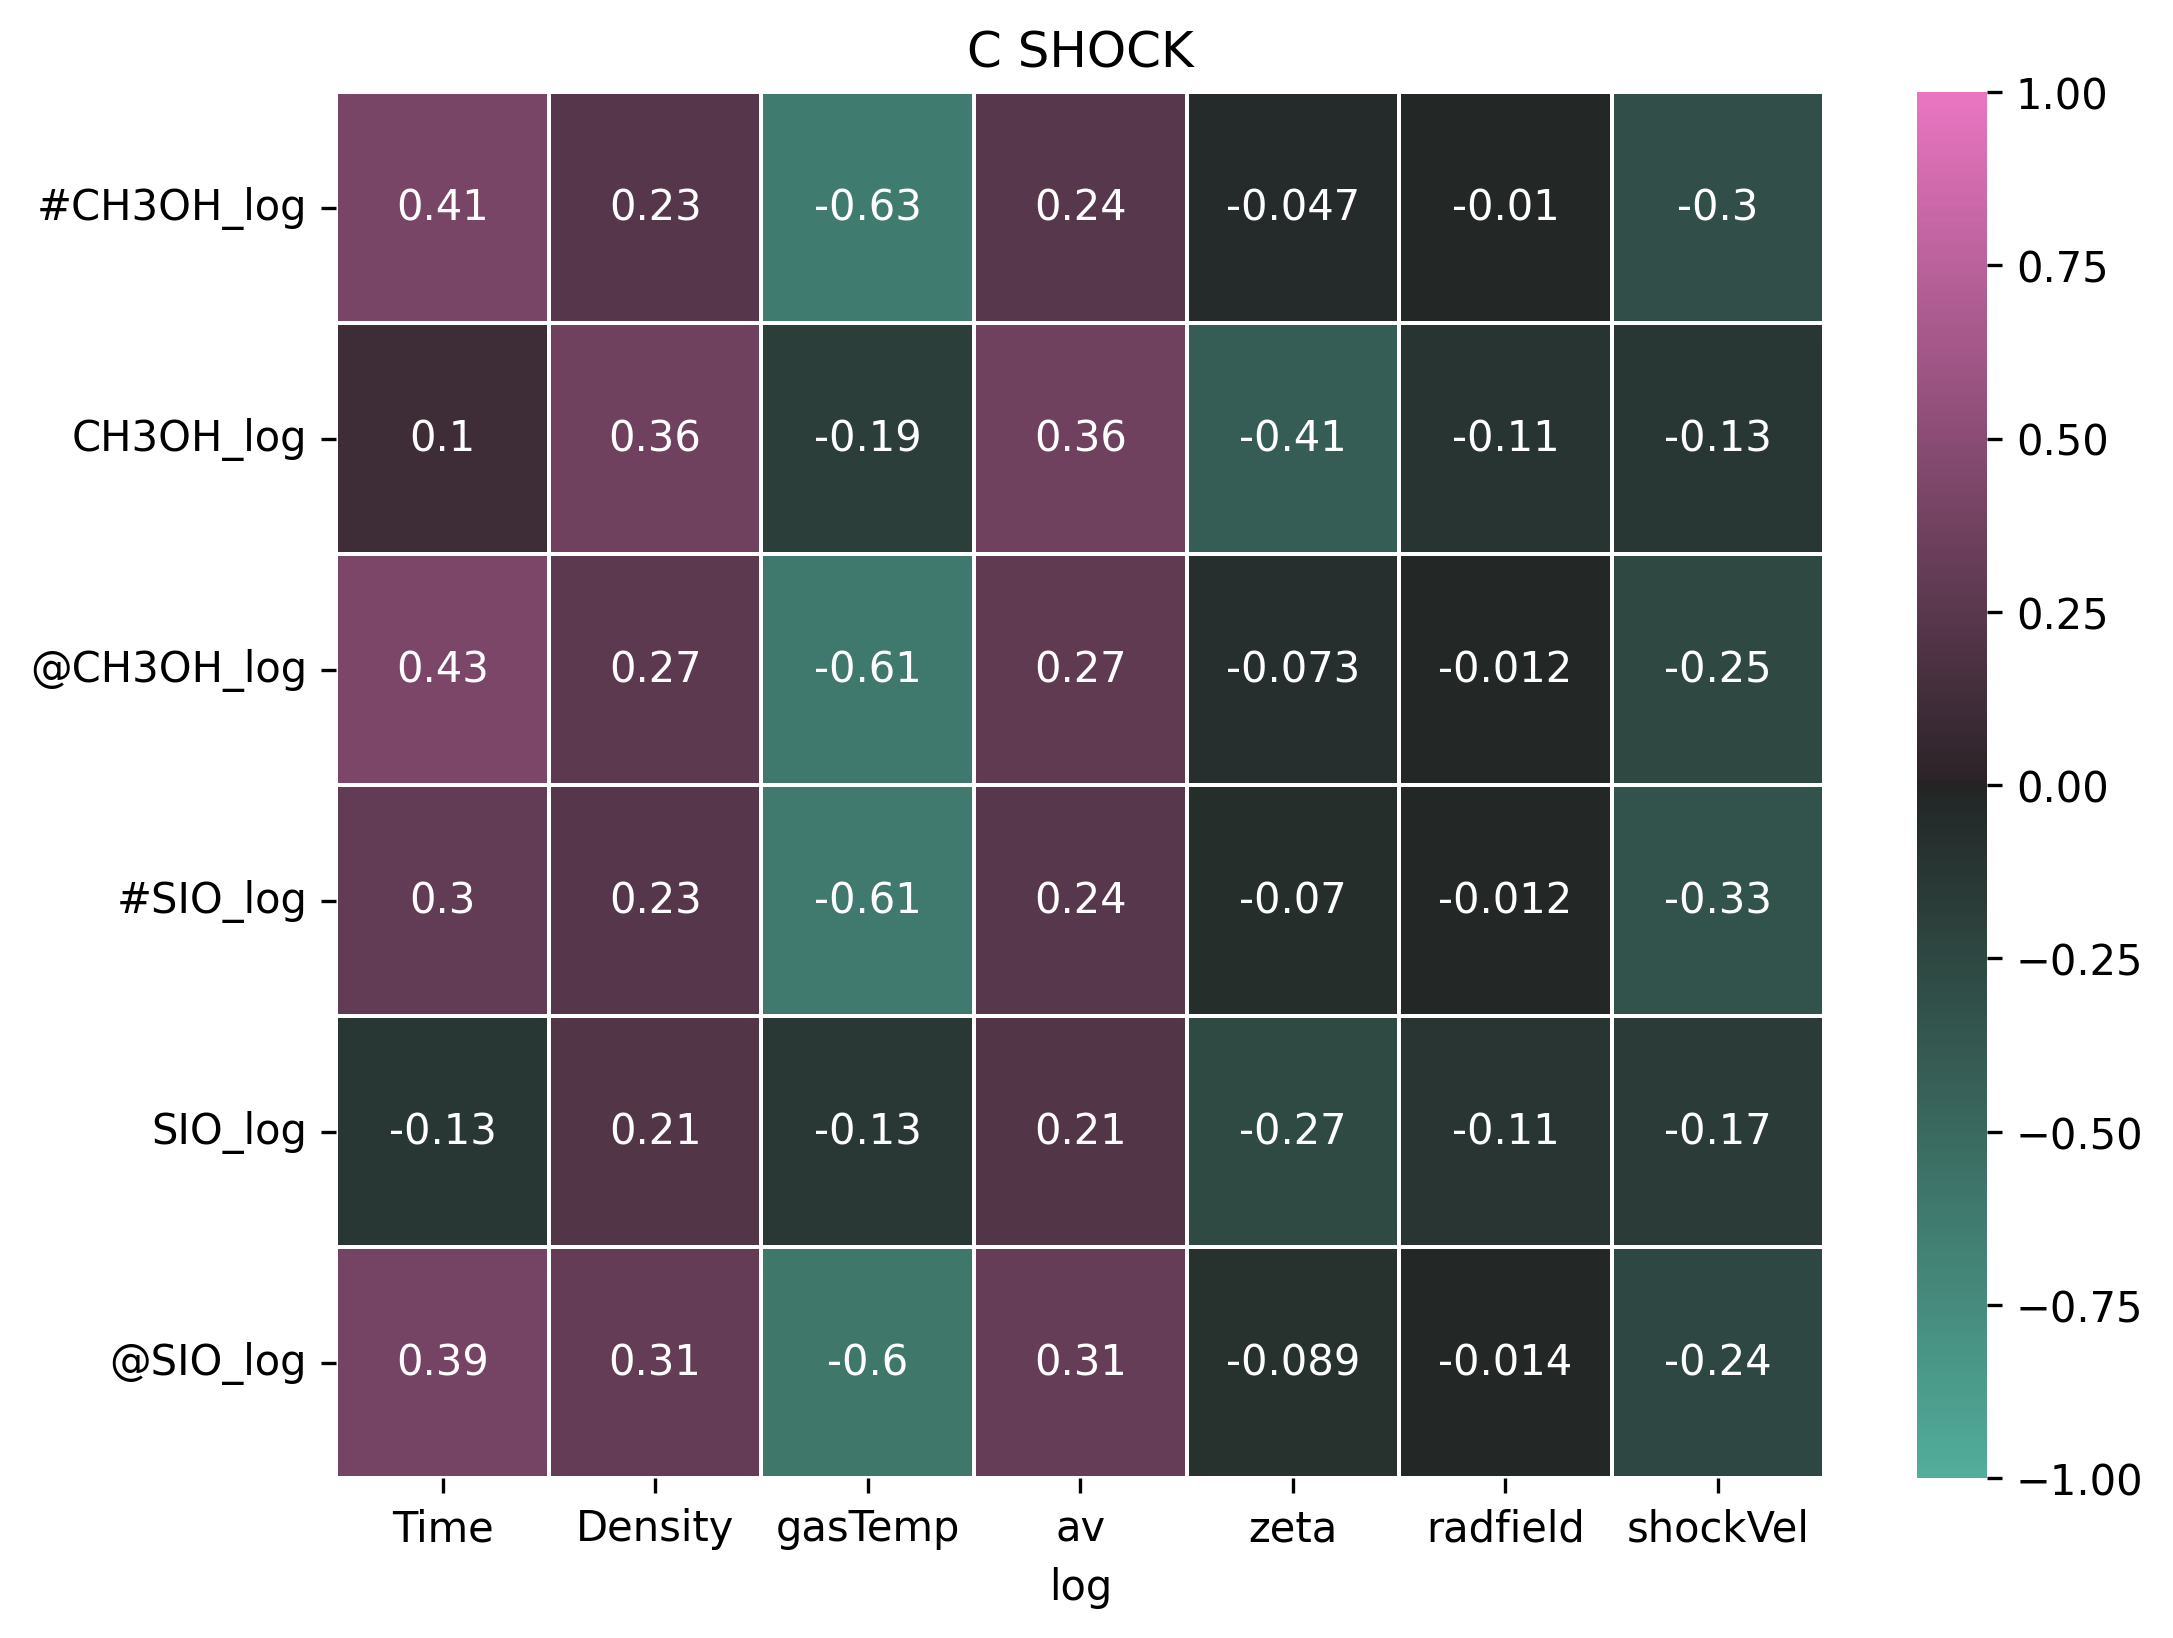 C SHOCK
#CH3OH_log 0.41 0.23 -0.63 0.24 -0.047 -0.01 -0.3
CH3OH_log 0.1 0.36 -0.19 0.36 -0.41 -0.11 -0.13
@CH3OH_log 0.43 0.27 -0.61 0.27 -0.073 -0.012 -0.25
#SIO_log 0.3 0.23 -0.61 0.24 -0.07 -0.012 -0.33
SIO_log -0.13 0.21 -0.13 0.21 -0.27 -0.11 -0.17
@SIO_log 0.39 0.31 -0.6 0.31 -0.089 -0.014 -0.24
Time Density gasTemp av zeta radfield shockVel
log
1.00
0.75
0.50
0.25
0.00
−0.25
−0.50
−0.75
−1.00